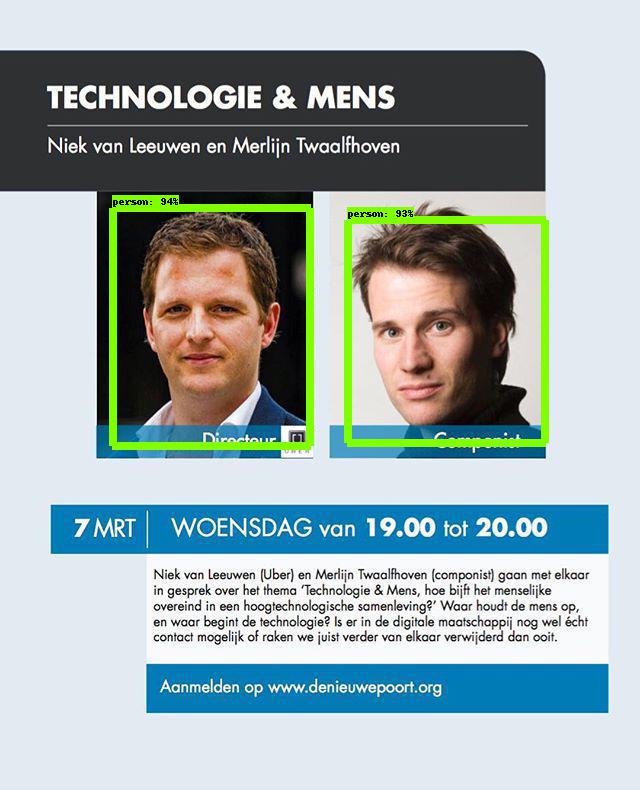 TECHNOLOGIE & MENS
Niek van Leeuwen en Merlijn Twaalfhoven
person: 94%
person: 93%
Directeur
UBER
Componist
7 MRT
WOENSDAG van 19.00 tot 20.00
Niek van Leeuwen (Uber) en Merlijn Twaalfhoven (componist) gaan met elkaar
in gesprek over het thema ‘Technologie & Mens, hoe bijft het menselijke
overeind in een hoogtechnologische samenleving?’ Waar houdt de mens op,
en waar begint de technologie? Is er in de digitale maatschappij nog wel écht
contact mogelijk of raken we juist verder van elkaar verwijderd dan ooit.
Aanmelden op www.denieuwepoort.org